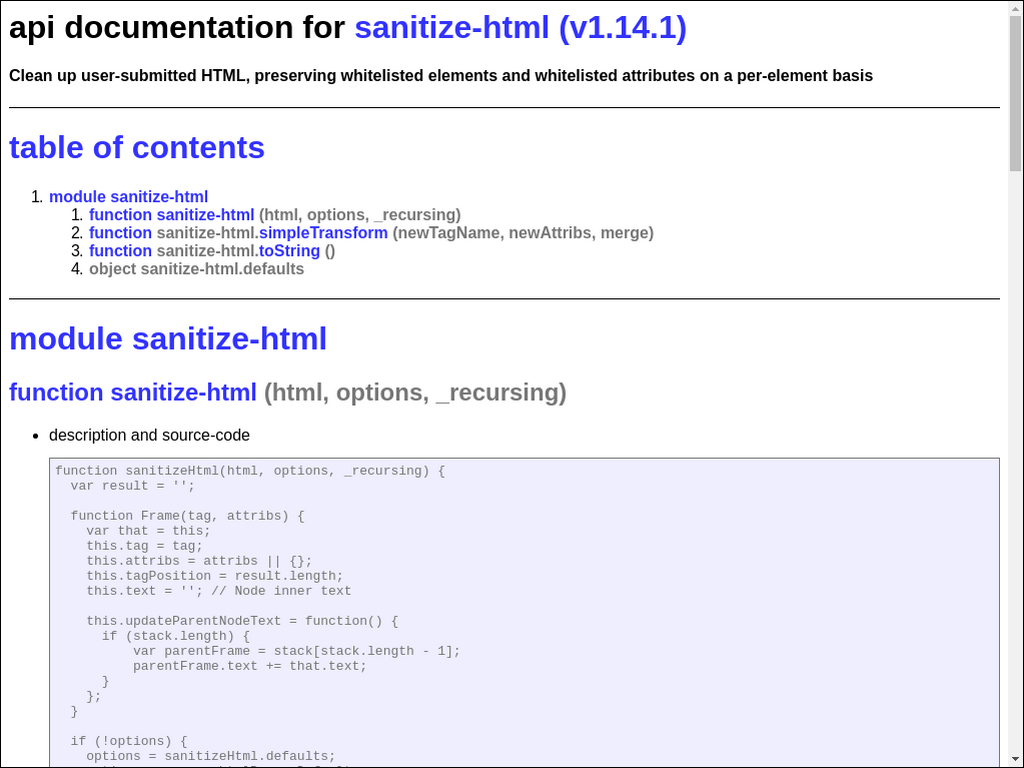 api documentation for sanitize-html (v1.14.1)
Clean up user-submitted HTML, preserving whitelisted elements and whitelisted attributes on a per-element basis
table of contents
1. module sanitize-html
1. function sanitize-html (html, options, _recursing)
2. function sanitize-html.simpleTransform (newTagName, newAttribs, merge)
3. function sanitize-html.toString ()
4. object sanitize-html.defaults
module sanitize-html
function sanitize-html (html, options, _recursing)
• description and source-code
function sanitizeHtml(html, options, _recursing) {
  var result = '';
  function Frame(tag, attribs) {
    var that = this;
    this.tag = tag;
    this.attribs = attribs || {};
    this.tagPosition = result.length;
    this.text = ''; // Node inner text
    this.updateParentNodeText = function() {
      if (stack.length) {
          var parentFrame = stack[stack.length - 1];
          parentFrame.text += that.text;
      }
    };
  }
  if (!options) {
    options = sanitizeHtml.defaults;